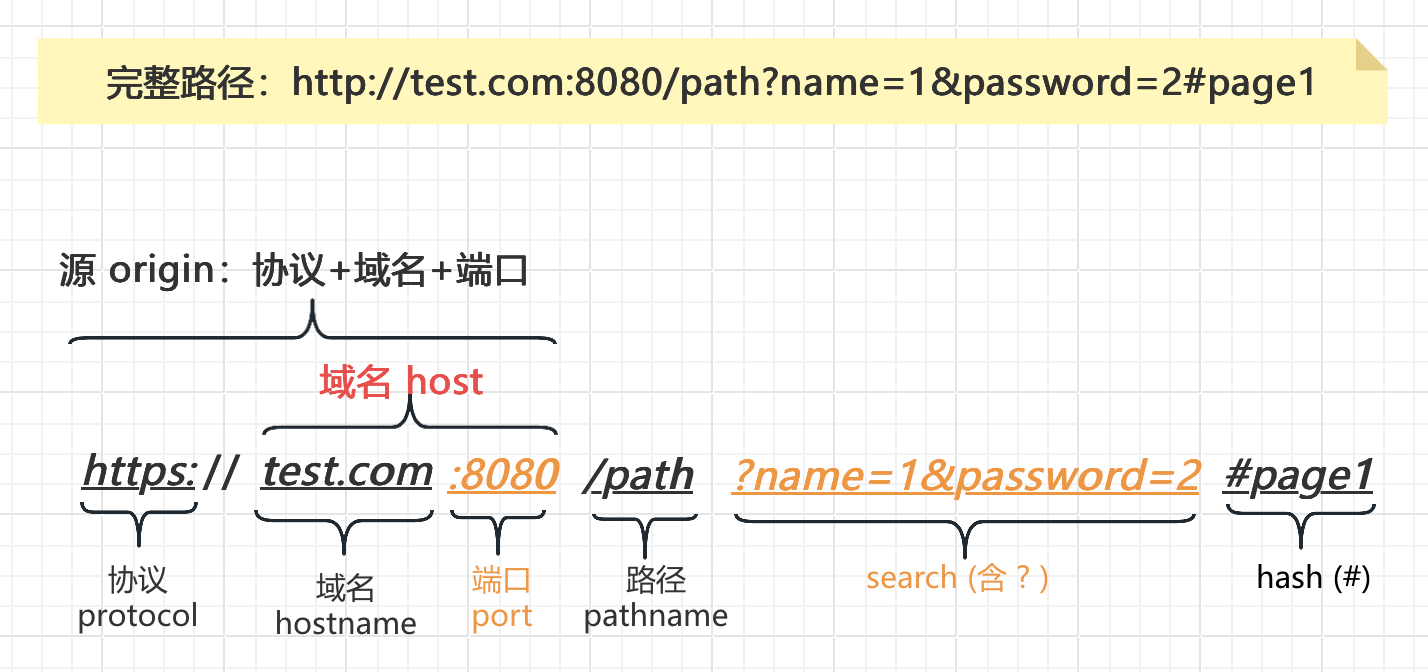 完整路径：http://test.com:8080/path?name=1&password=2#page1
源 origin：协议+域名+端口
域名 host
https:// test.com :8080 /path ?name=1&password=2 #page1
协议 域名 端口 路径 search (含？) hash (#)
protocol hostname port pathname